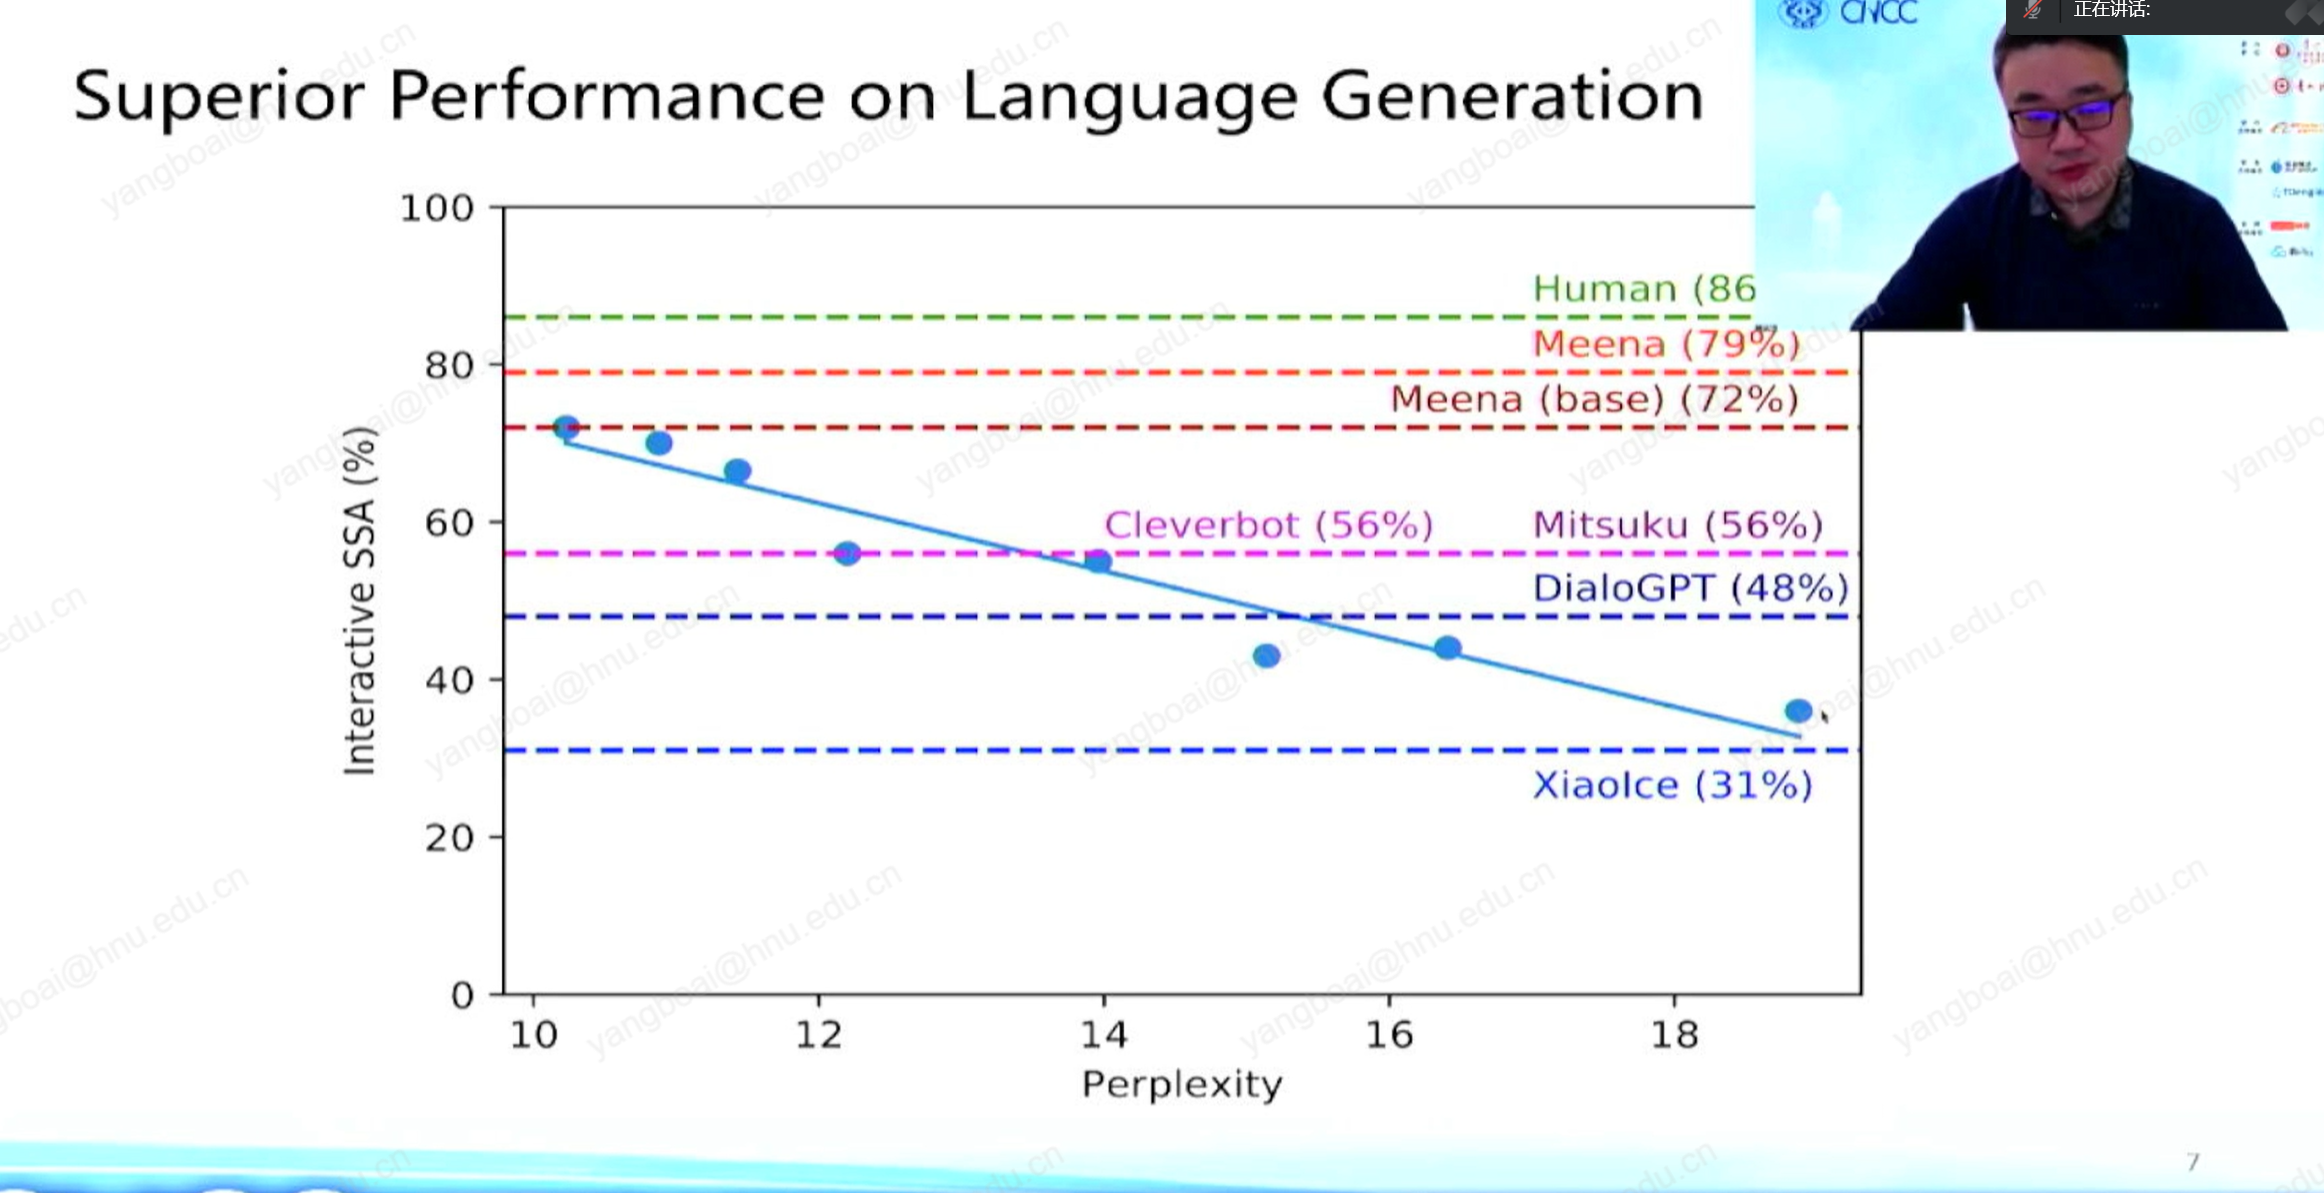 CNCC
正在讲话:
Superior Performance on Language Generation
100
80
60
40
20
0
Interactive SSA (%)
Human (86
Meena (79%)
Meena (base) (72%)
Cleverbot (56%)
Mitsuku (56%)
DialoGPT (48%)
XiaoIce (31%)
10 12 14 16 18
Perplexity
7
yangboai@hnu.edu.cn